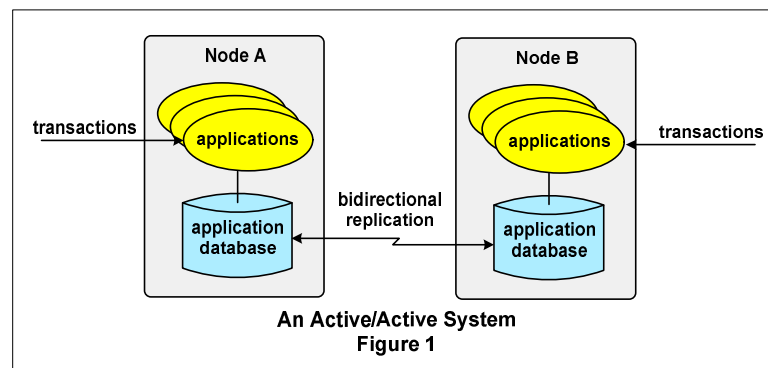 Node A
Node B
applications
applications
transactions
transactions
bidirectional
replication
application
database
application
database
An Active/Active System
Figure 1